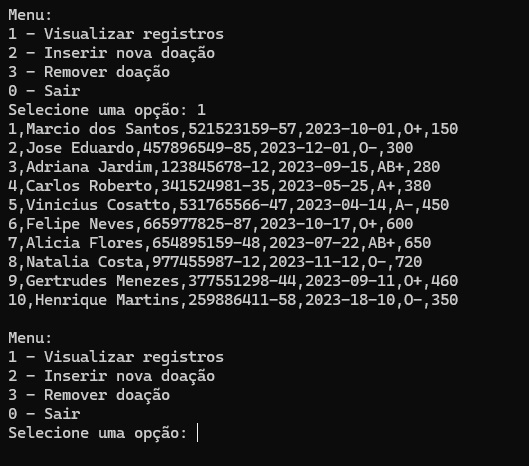 Menu:
1 - Visualizar registros
2 - Inserir nova doação
3 - Remover doação
0 - Sair
Selecione uma opção: 1
1,Marcio dos Santos,521523159-57,2023-10-01,O+,150
2,Jose Eduardo,457896549-85,2023-12-01,O-,300
3,Adriana Jardim,123845678-12,2023-09-15,AB+,280
4,Carlos Roberto,341524981-35,2023-05-25,A+,380
5,Vinicius Cosatto,531765566-47,2023-04-14,A-,450
6,Felipe Neves,665977825-87,2023-10-17,O+,600
7,Alicia Flores,654895159-48,2023-07-22,AB+,650
8,Natalia Costa,977455987-12,2023-11-12,O-,720
9,Gertrudes Menezes,377551298-44,2023-09-11,O+,460
10,Henrique Martins,259886411-58,2023-18-10,O-,350
Menu:
1 - Visualizar registros
2 - Inserir nova doação
3 - Remover doação
0 - Sair
Selecione uma opção: